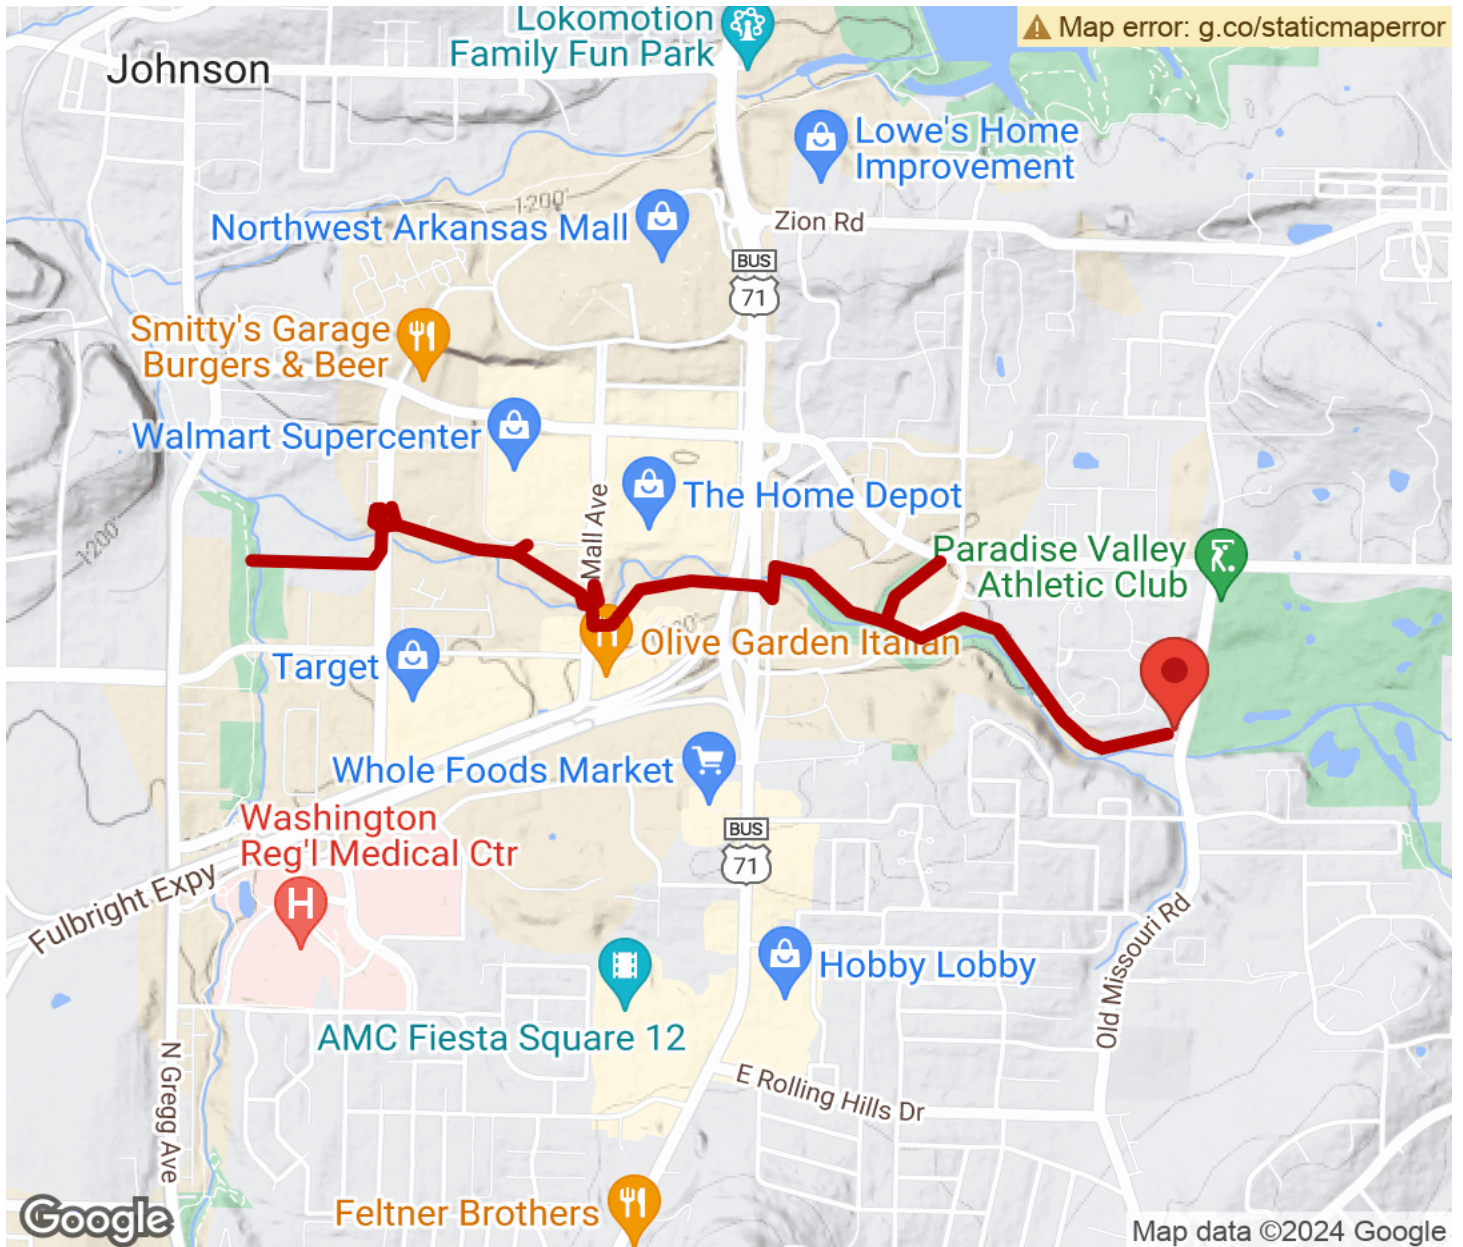 Lokomotion
Family Fun Park
Map error: g.co/staticmaperror
Johnson
Lowe's Home
Improvement
1200'
Northwest Arkansas Mall
Zion Rd
BUS
71
Smitty's Garage
Burgers & Beer
Walmart Supercenter
The Home Depot
Mall Ave
1200'
Paradise Valley
Athletic Club
Olive Garden Italian
Target
Whole Foods Market
Washington
Reg'l Medical Ctr
BUS
71
H
Fulbright Expy
Hobby Lobby
Old Missouri Rd
AMC Fiesta Square 12
N Gregg Ave
E Rolling Hills Dr
Feltner Brothers
Google
Map data ©2024 Google